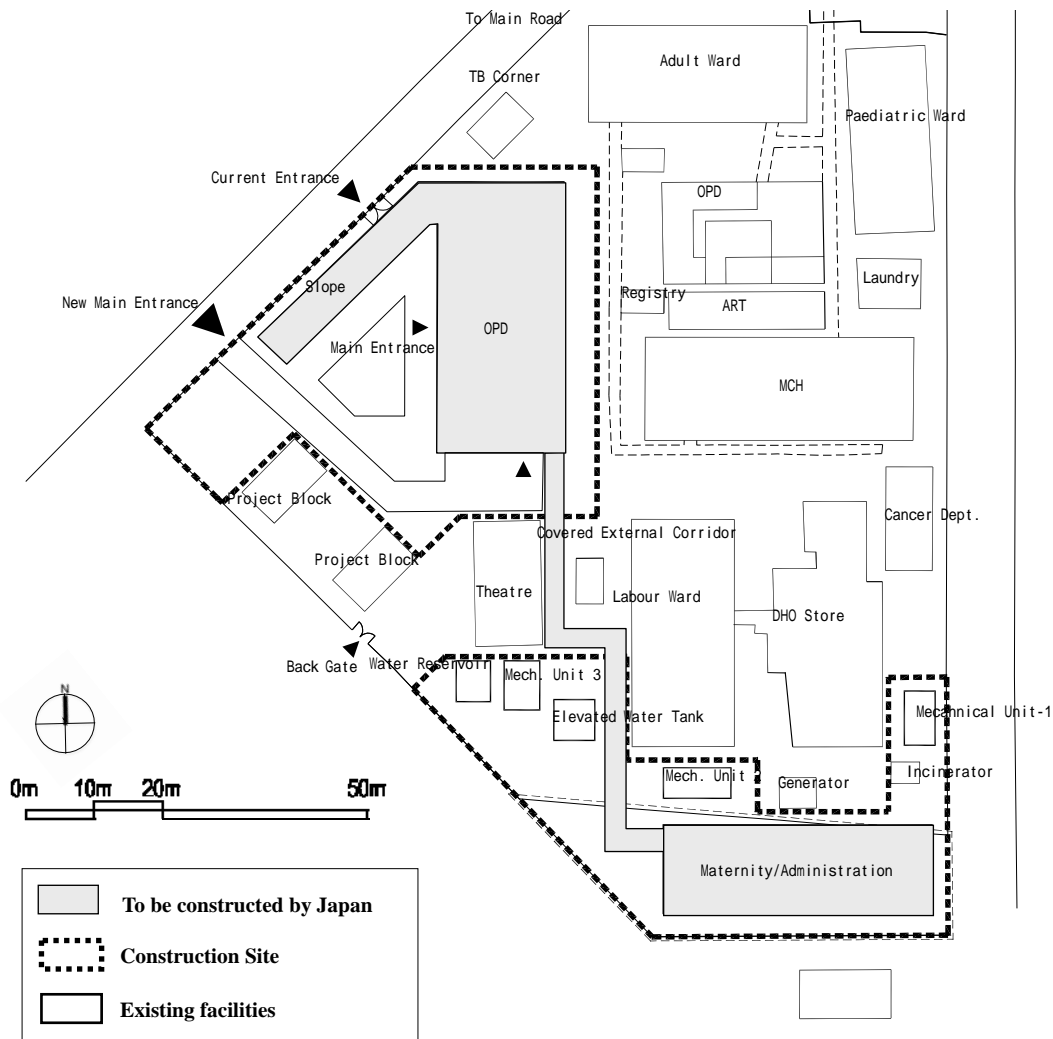 To Main Road
Adult Ward
TB Corner
Paediatric Ward
Current Entrance
OPD
Laundry
Slope
Registry
New Main Entrance
ART
OPD
Main Entrance
MCH
Project Block
Cancer Dept.
Covered External Corridor
Project Block
Theatre
Labour Ward
DHO Store
Back Gate
Water Reservoir
Mech. Unit 3
N
Elevated Water Tank
Mecahnical Unit-1
Mech. Unit
Generator
Incinerator
0m 10m 20m 50m
Maternity/Administration
To be constructed by Japan
Construction Site
Existing facilities